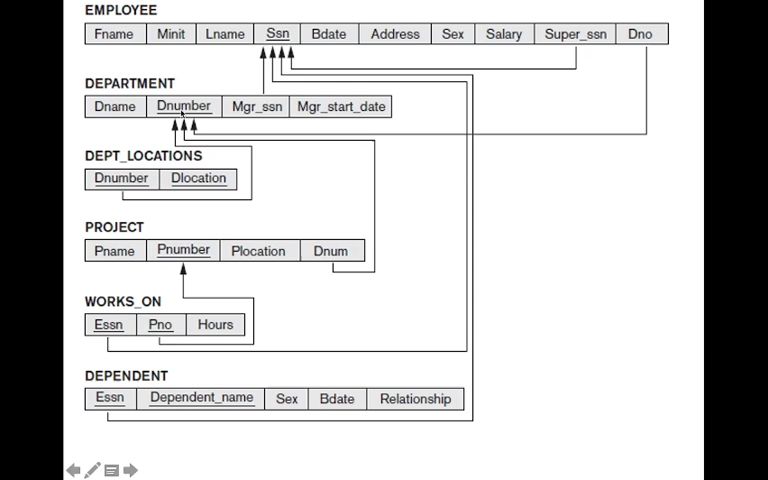 EMPLOYEE
Fname Minit Lname Ssn Bdate Address Sex Salary Super_ssn Dno
DEPARTMENT
Dname Dnumber Mgr_ssn Mgr_start_date
DEPT_LOCATIONS
Dnumber Dlocation
PROJECT
Pname Pnumber Plocation Dnum
WORKS_ON
Essn Pno Hours
DEPENDENT
Essn Dependent_name Sex Bdate Relationship